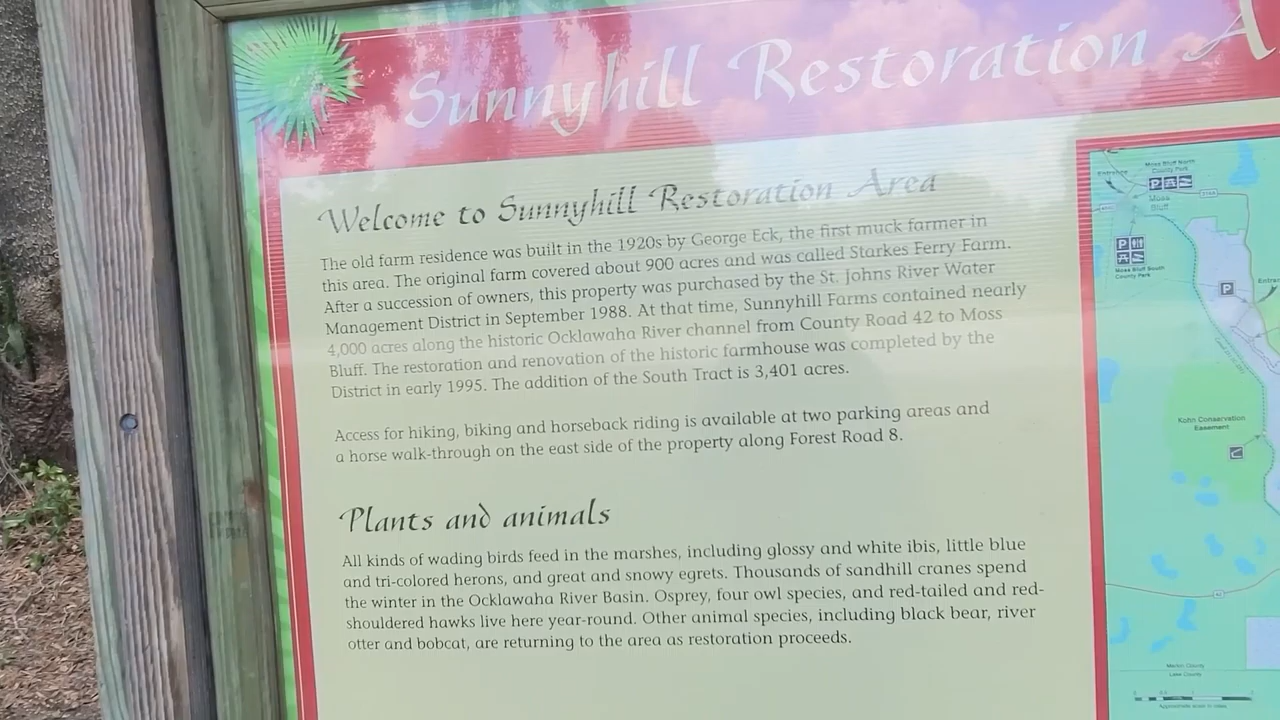 Sunnyhill Restoration A
Welcome to Sunnyhill Restoration Area
The old farm residence was built in the 1920s by George Eck, the first muck farmer in
this area. The original farm covered about 900 acres and was called Starkes Ferry Farm.
After a succession of owners, this property was purchased by the St. Johns River Water
Management District in September 1988. At that time, Sunnyhill Farms contained nearly
4,000 acres along the historic Ocklawaha River channel from County Road 42 to Moss
Bluff. The restoration and renovation of the historic farmhouse was completed by the
District in early 1995. The addition of the South Tract is 3,401 acres.
Access for hiking, biking and horseback riding is available at two parking areas and
a horse walk-through on the east side of the property along Forest Road 8.
Plants and animals
All kinds of wading birds feed in the marshes, including glossy and white ibis, little blue
and tri-colored herons, and great and snowy egrets. Thousands of sandhill cranes spend
the winter in the Ocklawaha River Basin. Osprey, four owl species, and red-tailed and red-
shouldered hawks live here year-round. Other animal species, including black bear, river
otter and bobcat, are returning to the area as restoration proceeds.
Moss Bluff North
County Park
Entrance
P
Moss
Bluff
P
Moss Bluff South
County Park
P
Entran
Kohn Conservation
Easement
42
Marion County
Lake County
Approximate scale in miles